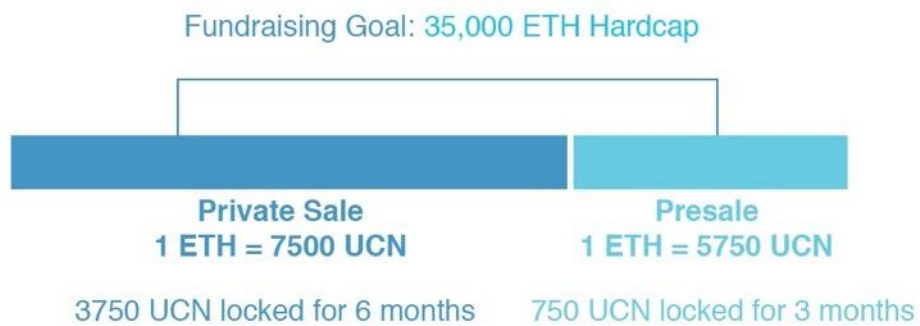 Fundraising Goal: 35,000 ETH Hardcap
Private Sale
1 ETH = 7500 UCN
3750 UCN locked for 6 months
Presale
1 ETH = 5750 UCN
750 UCN locked for 3 months